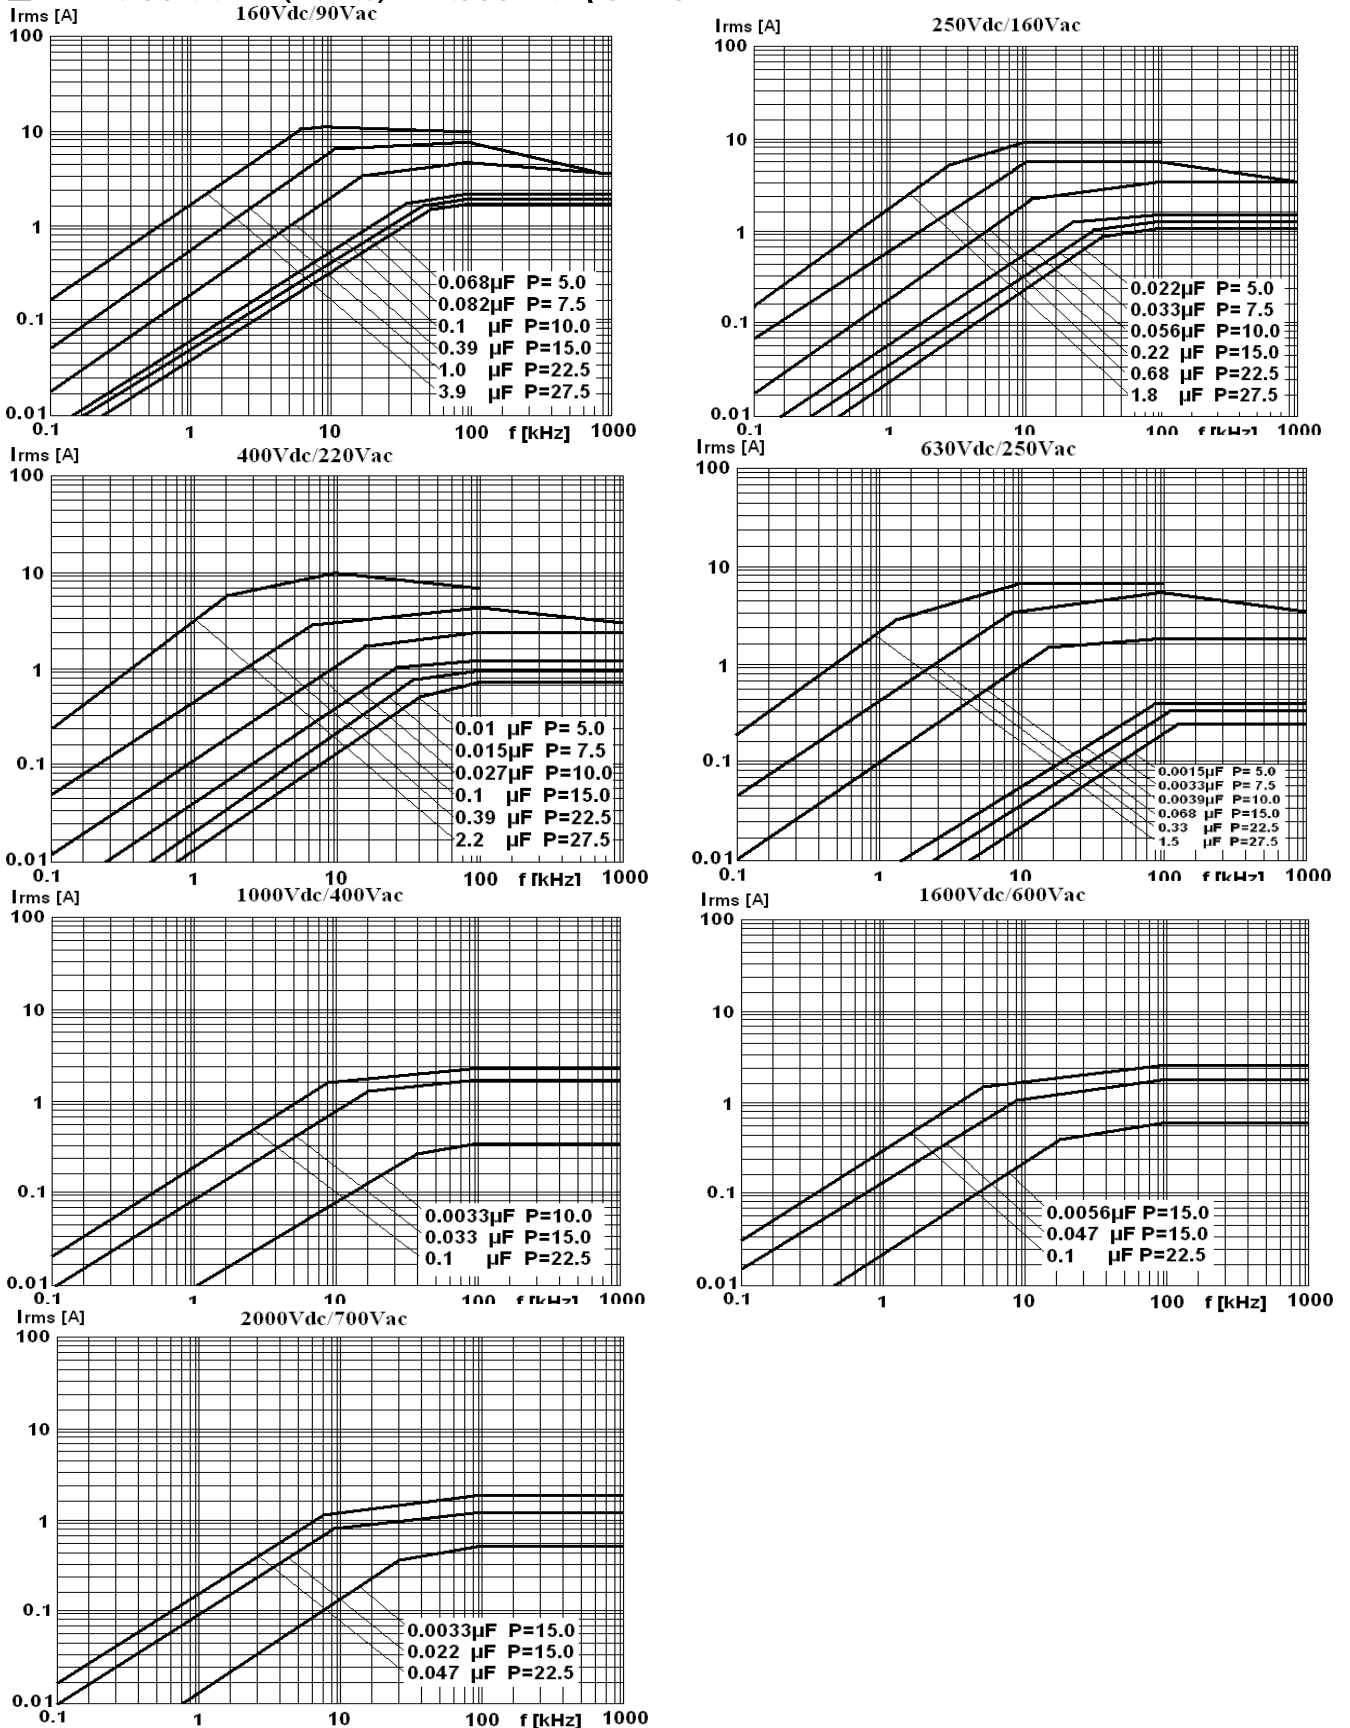 160Vdc/90Vac
Irms [A]
100
10
1
0.1
0.01
0.068µF P= 5.0
0.082µF P= 7.5
0.1 µF P=10.0
0.39 µF P=15.0
1.0 µF P=22.5
3.9 µF P=27.5
0.1 1 10 100 f [kHz] 1000
250Vdc/160Vac
Irms [A]
100
10
1
0.1
0.01
0.022µF P= 5.0
0.033µF P= 7.5
0.056µF P=10.0
0.22 µF P=15.0
0.68 µF P=22.5
1.8 µF P=27.5
0.1 1 10 100 f [kHz] 1000
400Vdc/220Vac
Irms [A]
100
10
1
0.1
0.01
0.01 µF P= 5.0
0.015µF P= 7.5
0.027µF P=10.0
0.1 µF P=15.0
0.39 µF P=22.5
2.2 µF P=27.5
0.1 1 10 100 f [kHz] 1000
630Vdc/250Vac
Irms [A]
100
10
1
0.1
0.01
0.0015µF P= 5.0
0.0033µF P= 7.5
0.0039µF P=10.0
0.068 µF P=15.0
0.33 µF P=22.5
1.5 µF P=27.5
0.1 1 10 100 f [kHz] 1000
1000Vdc/400Vac
Irms [A]
100
10
1
0.1
0.01
0.0033µF P=10.0
0.033 µF P=15.0
0.1 µF P=22.5
0.1 1 10 100 f [kHz] 1000
1600Vdc/600Vac
Irms [A]
100
10
1
0.1
0.01
0.0056µF P=15.0
0.047 µF P=15.0
0.1 µF P=22.5
0.1 1 10 100 f [kHz] 1000
2000Vdc/700Vac
Irms [A]
100
10
1
0.1
0.01
0.0033µF P=15.0
0.022 µF P=15.0
0.047 µF P=22.5
0.1 1 10 100 f [kHz] 1000